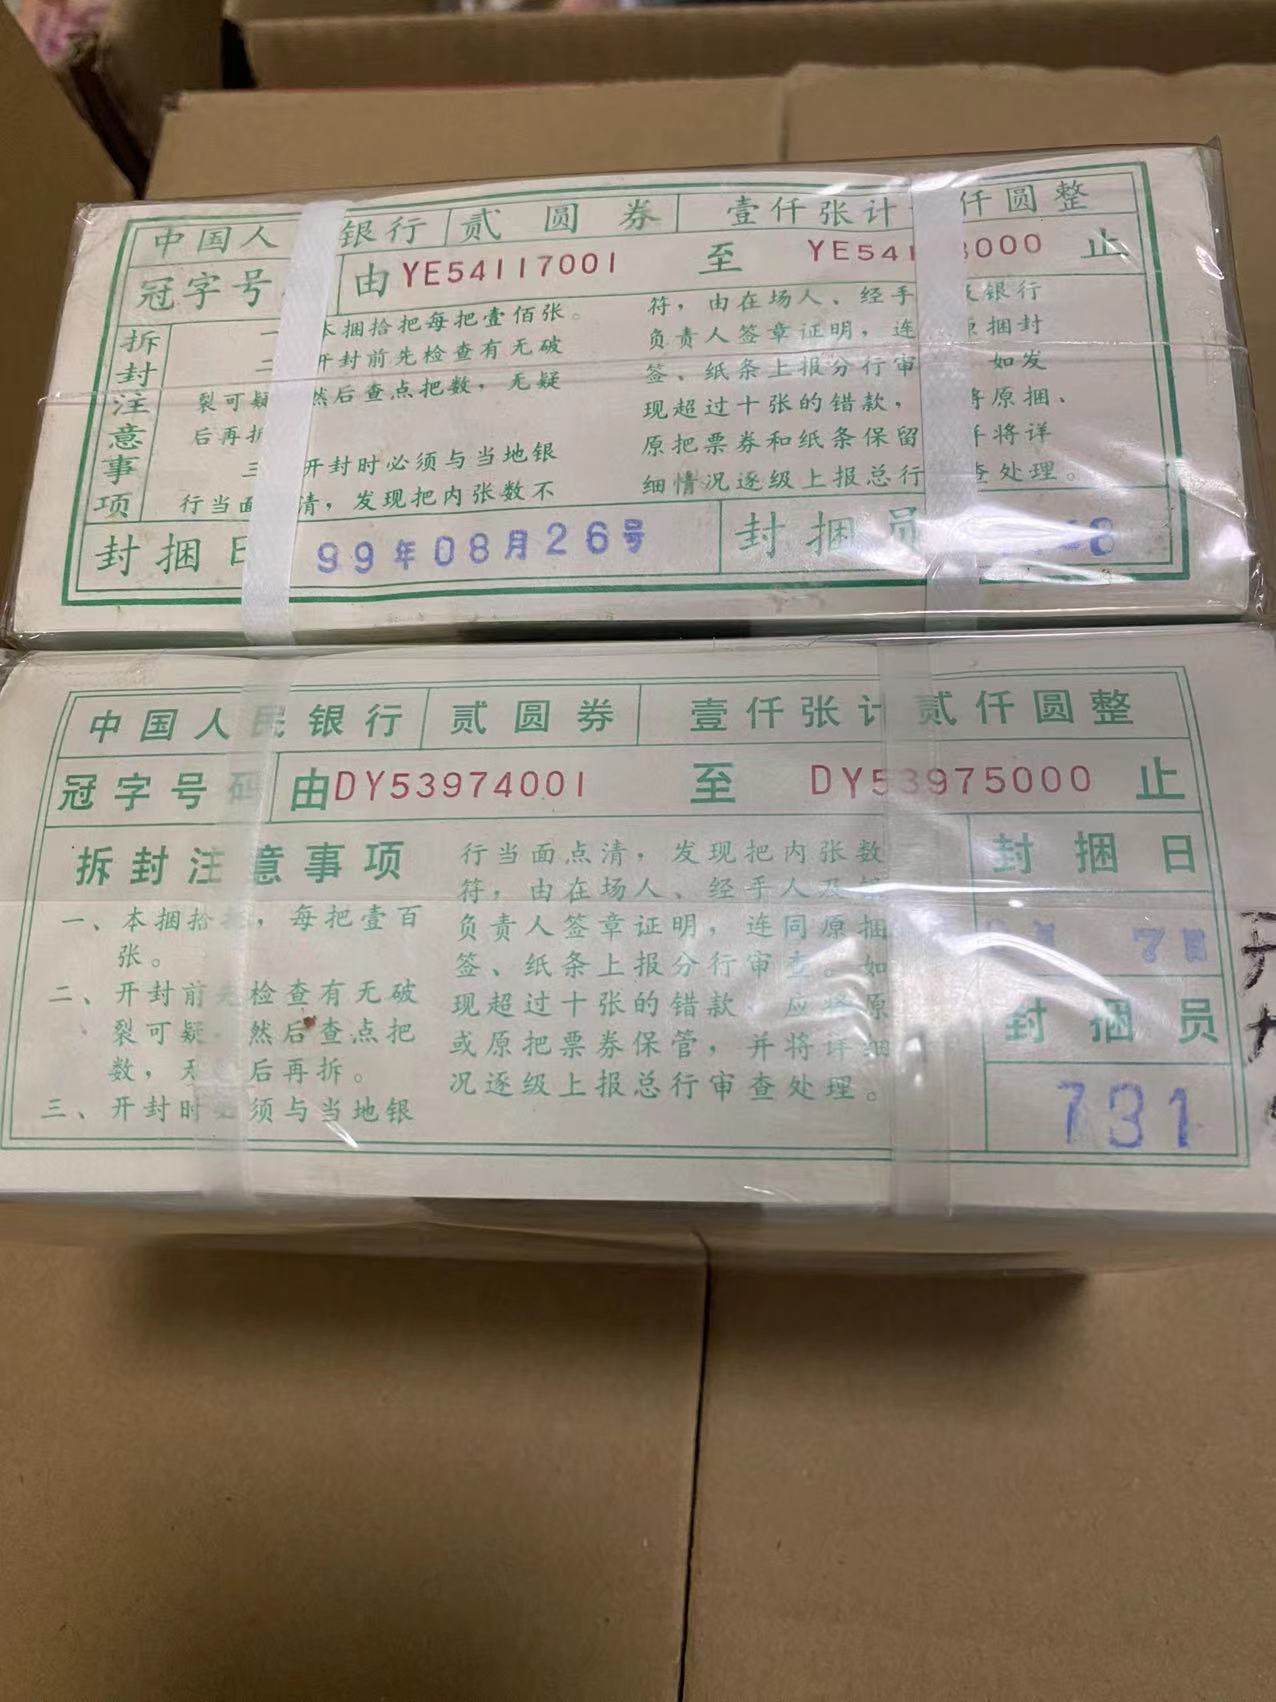 中国人 银行 贰圆券 壹仟张计 仟圆整
冠字号 由 YE54117001 至 YE541 3000 止
拆封注意事项
一 本捆拾把每把壹佰张。
二 开封前先检查有无破
裂可疑 然后查点把数，无疑
后再拆
三 开封时必须与当地银
行当面 清，发现把内张数不
符，由在场人、经手 及银行
负责人签章证明，连 原捆封
签、纸条上报分行审 如发
现超过十张的错款， 将原捆、
原把票券和纸条保留 并将详
细情况逐级上报总行 查处理。
封捆日 99年08月26号 封捆员 8
中国人民银行 贰圆券 壹仟张计贰仟圆整
冠字号码 由DY53974001 至 DY53975000 止
拆封注意事项
一、本捆拾 ，每把壹百
张。
二、开封前先检查有无破
裂可疑 然后查点把
数，无 后再拆。
三、开封时必须与当地银
行当面点清，发现把内张数
符，由在场人、经手人及
负责人签章证明，连同原捆
签、纸条上报分行审查。如
现超过十张的错款 应将原
或原把票券保管，并将详细
况逐级上报总行审查处理。
封捆日
7日
封捆员
731